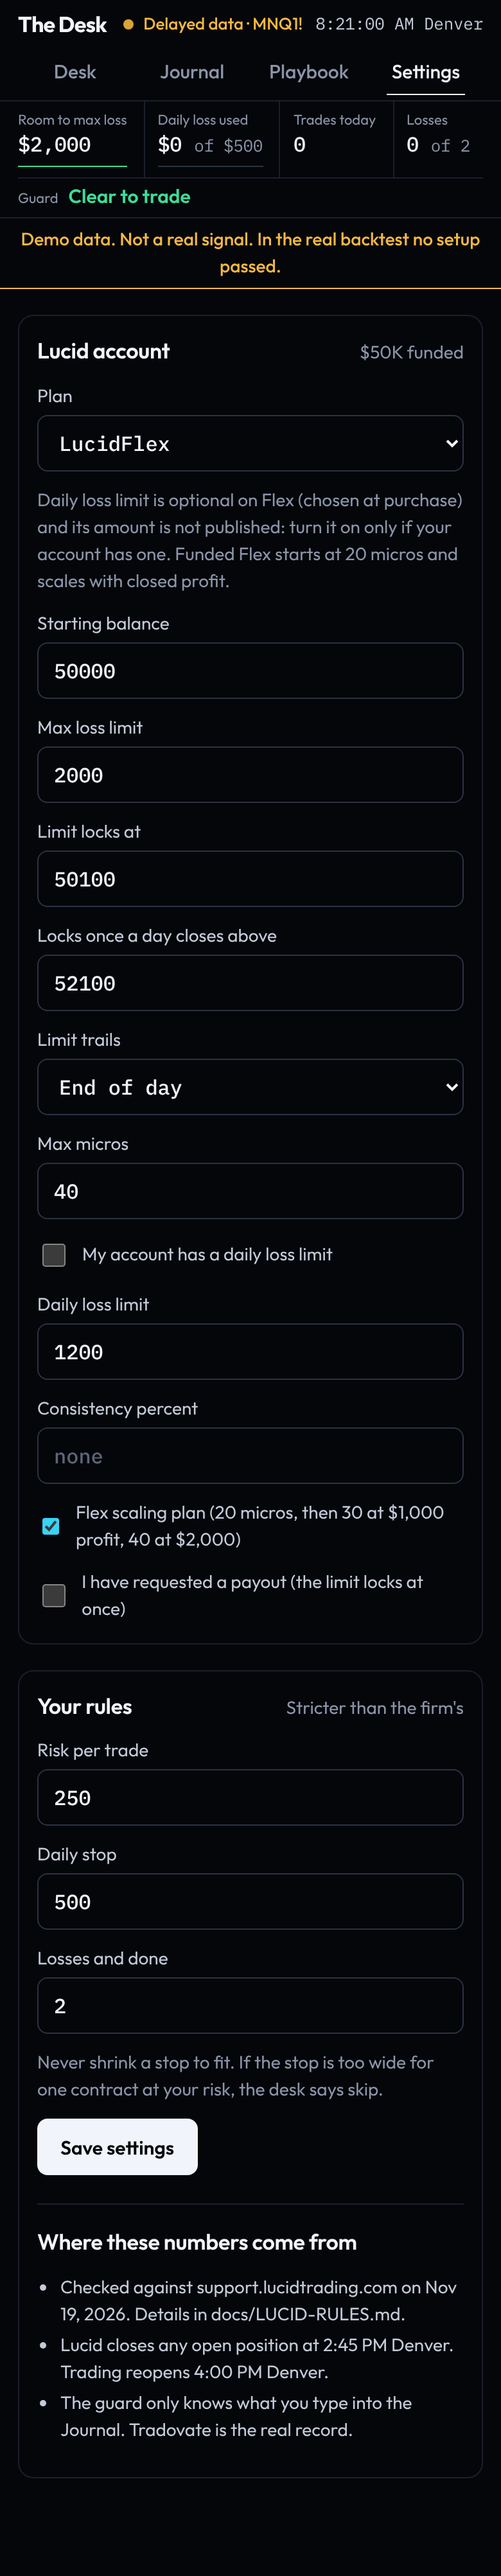 The Desk
Delayed data · MNQ1!
8:21:00 AM Denver
Desk
Journal
Playbook
Settings
Room to max loss
$2,000
Daily loss used
$0 of $500
Trades today
0
Losses
0 of 2
Guard Clear to trade
Demo data. Not a real signal. In the real backtest no setup
passed.
Lucid account
$50K funded
Plan
LucidFlex
Daily loss limit is optional on Flex (chosen at purchase)
and its amount is not published: turn it on only if your
account has one. Funded Flex starts at 20 micros and
scales with closed profit.
Starting balance
50000
Max loss limit
2000
Limit locks at
50100
Locks once a day closes above
52100
Limit trails
End of day
Max micros
40
My account has a daily loss limit
Daily loss limit
1200
Consistency percent
none
Flex scaling plan (20 micros, then 30 at $1,000
profit, 40 at $2,000)
I have requested a payout (the limit locks at
once)
Your rules
Stricter than the firm's
Risk per trade
250
Daily stop
500
Losses and done
2
Never shrink a stop to fit. If the stop is too wide for
one contract at your risk, the desk says skip.
Save settings
Where these numbers come from
Checked against support.lucidtrading.com on Nov
19, 2026. Details in docs/LUCID-RULES.md.
Lucid closes any open position at 2:45 PM Denver.
Trading reopens 4:00 PM Denver.
The guard only knows what you type into the
Journal. Tradovate is the real record.